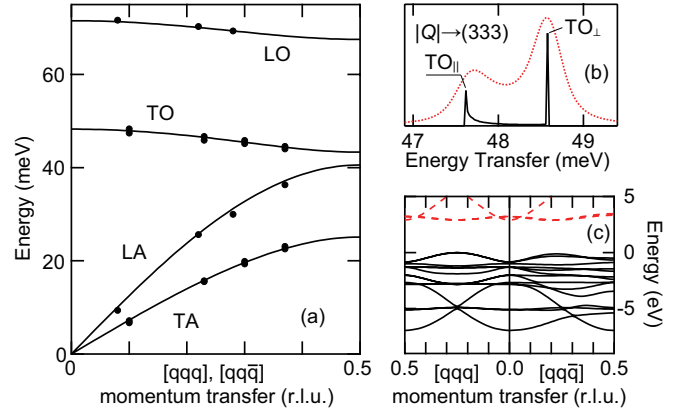 60
40
20
0
Energy (meV)
LO
TO
LA
TA
(a)
0
0.5
[qqq], [qqq̄]
momentum transfer (r.l.u.)
|Q|→(333)
TO⊥
TO||
(b)
47
48
49
Energy Transfer (meV)
(c)
5
0
-5
Energy (eV)
0.5
0.0
0.5
[qqq]
[qqq̄]
momentum transfer (r.l.u.)